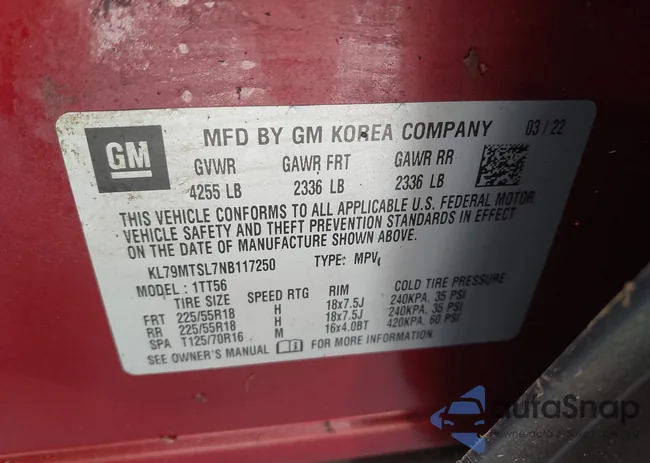 GM
MFD BY GM KOREA COMPANY 03 / 22
GVWR GAWR FRT GAWR RR
4255 LB 2336 LB 2336 LB
THIS VEHICLE CONFORMS TO ALL APPLICABLE U.S. FEDERAL MOTOR
VEHICLE SAFETY AND THEFT PREVENTION STANDARDS IN EFFECT
ON THE DATE OF MANUFACTURE SHOWN ABOVE.
KL79MTSL7NB117250 TYPE: MPV
MODEL : 1TT56
TIRE SIZE SPEED RTG RIM COLD TIRE PRESSURE
FRT 225/55R18 H 18x7.5J 240KPA. 35 PSI
RR 225/55R18 H 18x7.5J 240KPA. 35 PSI
SPA T125/70R16 M 16x4.0BT 420KPA. 60 PSI
SEE OWNER'S MANUAL FOR MORE INFORMATION
autoSnap